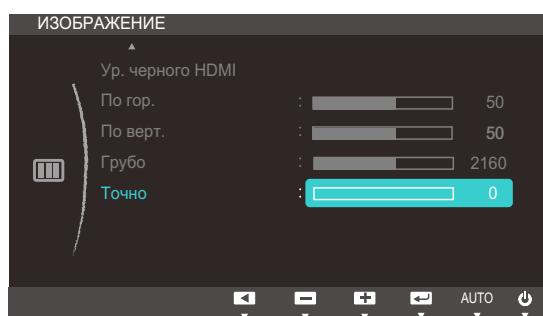 ИЗОБРАЖЕНИЕ
Ур. черного HDMI
По гор. : 50
По верт. : 50
Грубо : 2160
Точно : 0
AUTO